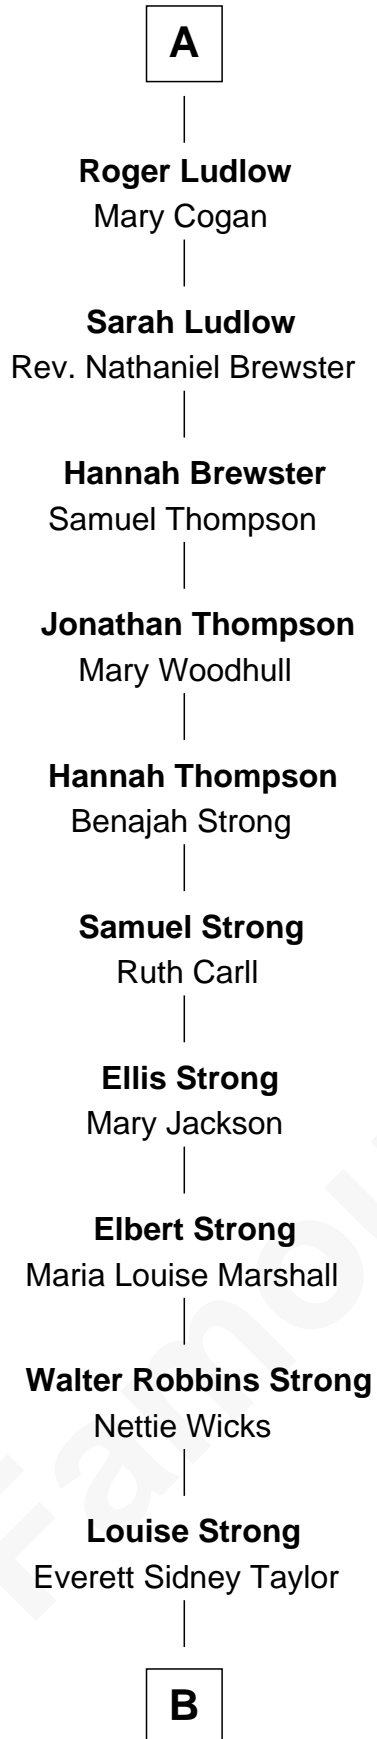 A
Roger Ludlow
Mary Cogan
Sarah Ludlow
Rev. Nathaniel Brewster
Hannah Brewster
Samuel Thompson
Jonathan Thompson
Mary Woodhull
Hannah Thompson
Benajah Strong
Samuel Strong
Ruth Carll
Ellis Strong
Mary Jackson
Elbert Strong
Maria Louise Marshall
Walter Robbins Strong
Nettie Wicks
Louise Strong
Everett Sidney Taylor
B